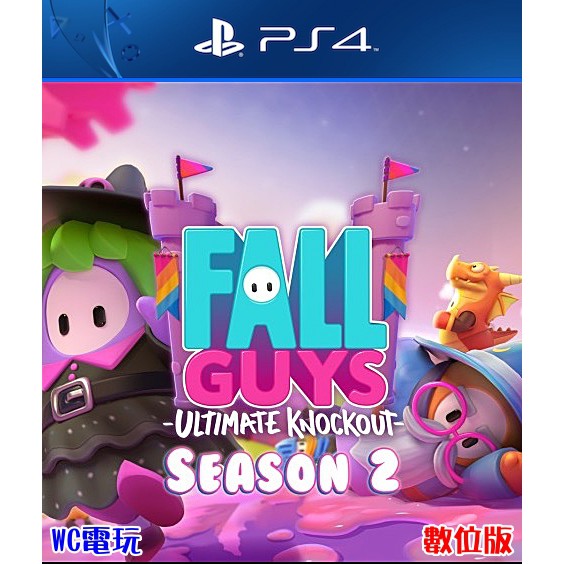 PS4
FALL
GUYS
-ULTIMATE KNOCKOUT-
SEASON 2
WC電玩
數位版